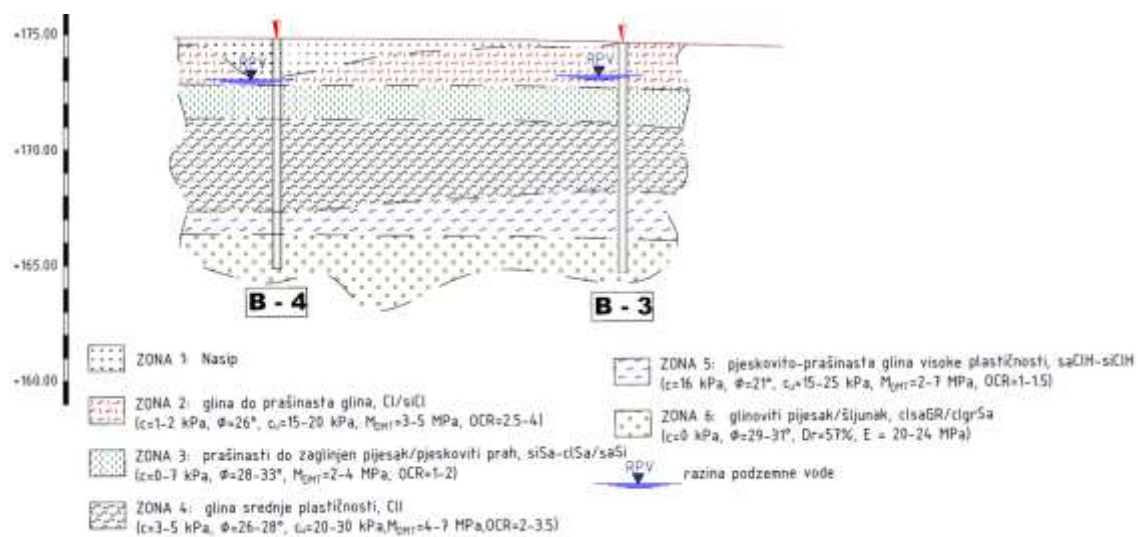 +175.00
RPV
RPV
+170.00
+165.00
B - 4
B - 3
ZONA 1: Nasip
+160.00
ZONA 2: glina do prašinasta glina, Cl/siCl
(c=1-2 kPa, Φ=26°, cᵤ=15-20 kPa, MDMT=3-5 MPa, OCR=2.5-4)
ZONA 3: prašinasti do zaglinjen pijesak/pjeskoviti prah, siSa-clSa/saSi
(c=0-7 kPa, Φ=28-33°, MDMT=2-4 MPa, OCR=1-2)
ZONA 4: glina srednje plastičnosti, ClI
(c=3-5 kPa, Φ=26-28°, cᵤ=20-30 kPa,MDMT=4-7 MPa,OCR=2-3.5)
ZONA 5: pjeskovito-prašinasta glina visoke plastičnosti, saClH-siClH
(c=16 kPa, Φ=21°, cᵤ=15-25 kPa, MDMT=2-7 MPa, OCR=1-1.5)
ZONA 6: glinoviti pijesak/šljunak, clsaGR/clgrSa
(c=0 kPa, Φ=29-31°, Dr=57%, E = 20-24 MPa)
RPV
razina podzemne vode